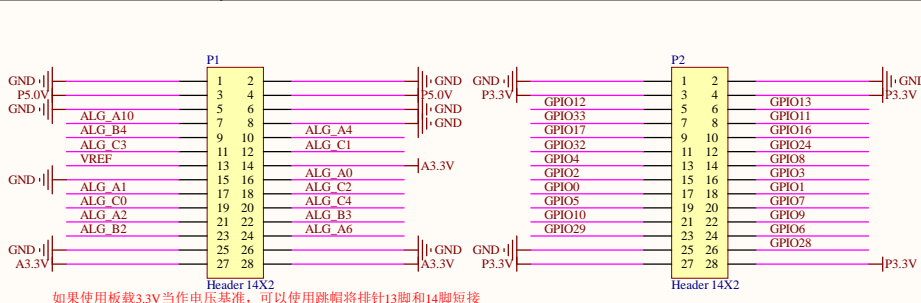 P1
P2
GND 1 2 GND GND 1 2 GND
P5.0V 3 4 P5.0V P3.3V 3 4 P3.3V
GND 5 6 GND GPIO12 5 6 GPIO13
ALG_A10 7 8 GND GPIO33 7 8 GPIO11
ALG_B4 9 10 ALG_A4 GPIO17 9 10 GPIO16
ALG_C3 11 12 ALG_C1 GPIO32 11 12 GPIO24
VREF 13 14 A3.3V GPIO4 13 14 GPIO8
GND 15 16 ALG_A0 GPIO2 15 16 GPIO3
ALG_A1 17 18 ALG_C2 GPIO0 17 18 GPIO1
ALG_C0 19 20 ALG_C4 GPIO5 19 20 GPIO7
ALG_A2 21 22 ALG_B3 GPIO10 21 22 GPIO9
ALG_B2 23 24 ALG_A6 GPIO29 23 24 GPIO6
GND 25 26 GND P3.3V 25 26 GPIO28
A3.3V 27 28 A3.3V P3.3V 27 28 P3.3V
Header 14X2
Header 14X2
如果使用板载3.3V当作电压基准，可以使用跳帽将排针13脚和14脚短接